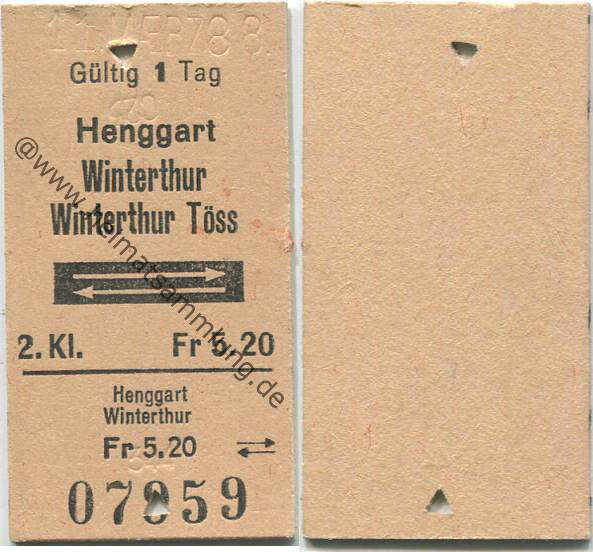 Gültig 1 Tag
Henggart
Winterthur
Winterthur Töss
2. Kl. Fr 5.20
Henggart
Winterthur
Fr 5.20
07959
@www.heimatsammlung.de